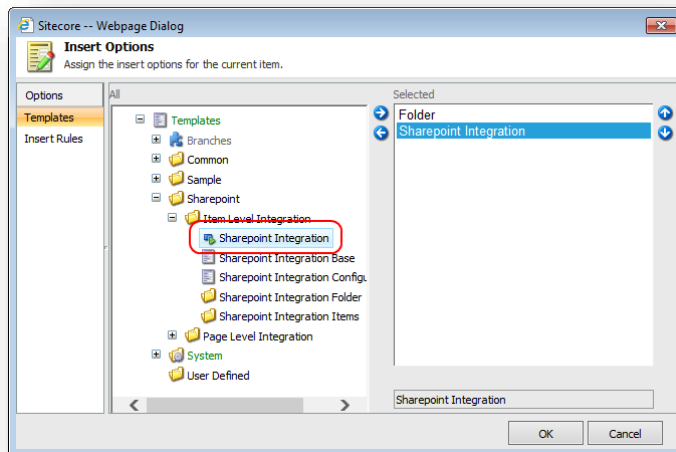 Sitecore -- Webpage Dialog
Insert Options
Assign the insert options for the current item.
Options
Templates
Insert Rules
All
Templates
Branches
Common
Sample
Sharepoint
Item Level Integration
Sharepoint Integration
Sharepoint Integration Base
Sharepoint Integration Configu
Sharepoint Integration Folder
Sharepoint Integration Items
Page Level Integration
System
User Defined
Selected
Folder
Sharepoint Integration
Sharepoint Integration
OK
Cancel